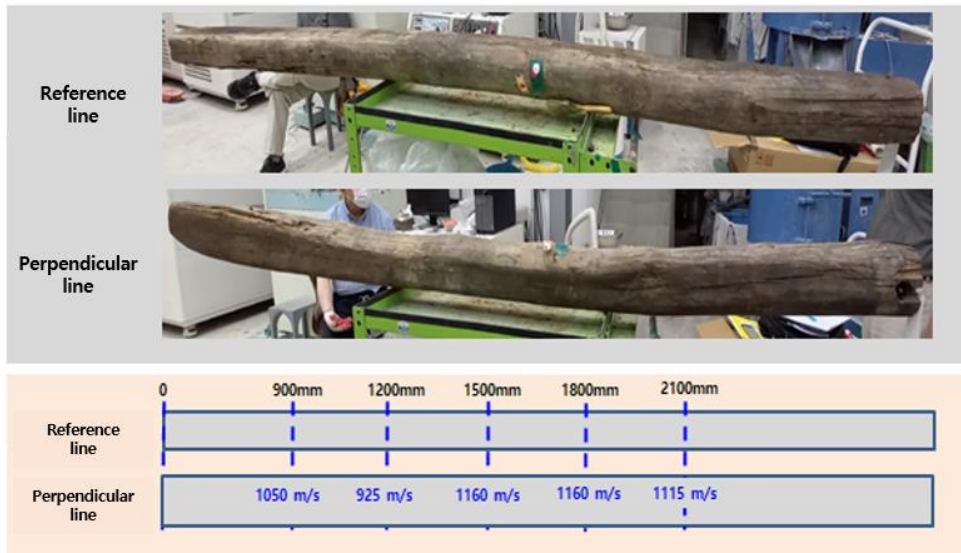 Reference
line
Perpendicular
line
0 900mm 1200mm 1500mm 1800mm 2100mm
Reference
line
Perpendicular
line
1050 m/s 925 m/s 1160 m/s 1160 m/s 1115 m/s